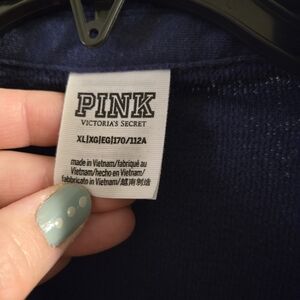 PINK
VICTORIA'S SECRET
XL|XG|EG|170/112A
made in Vietnam/fabriqué au
Vietnam/hecho en Vietnam/
fabbricato in Vietnam/越南制造